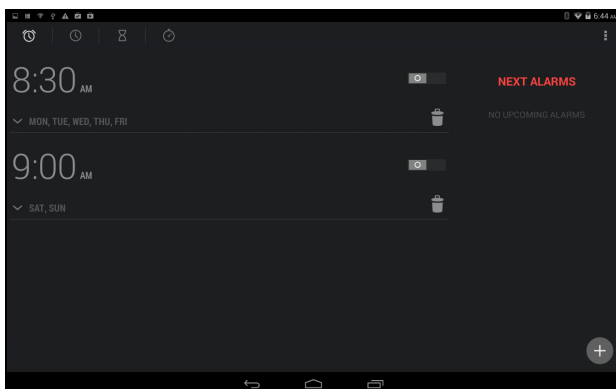 6:44 AM
8:30 AM
NEXT ALARMS
MON, TUE, WED, THU, FRI
NO UPCOMING ALARMS
9:00 AM
SAT, SUN